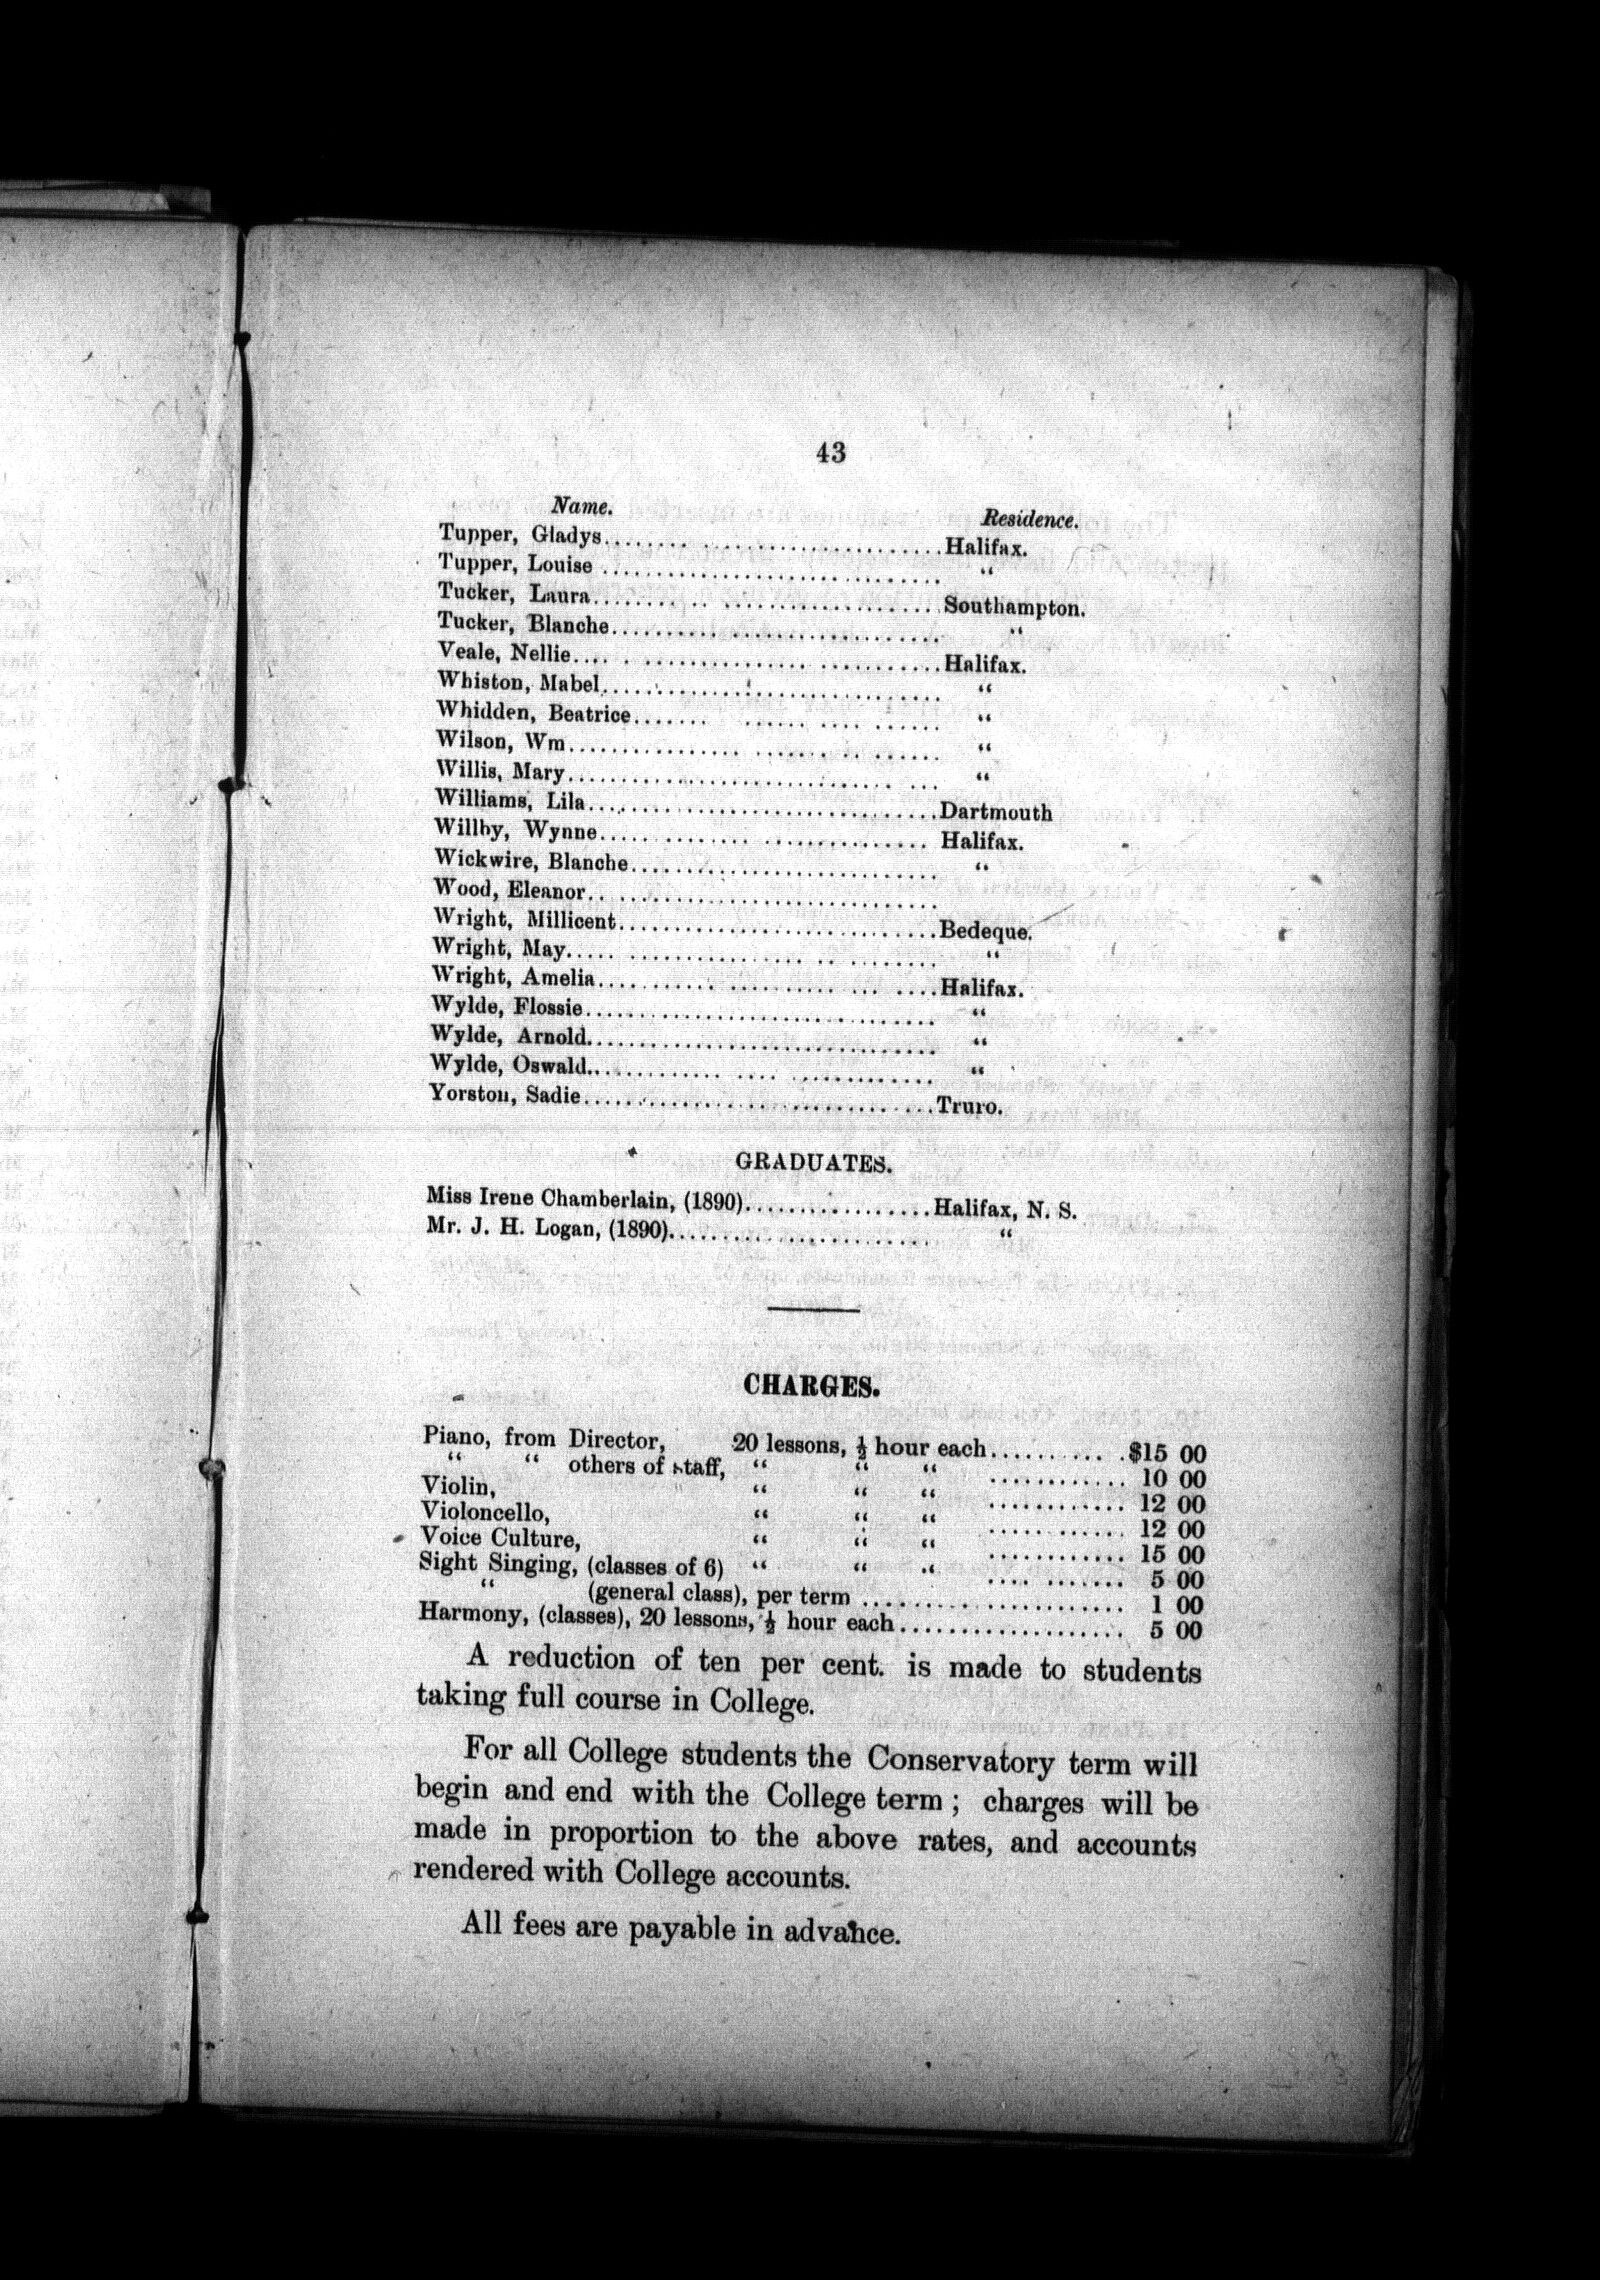 43
Name. Residence.
Tupper, Gladys........ Halifax.
Tupper, Louise ........ “
Tucker, Laura........ Southampton.
Tucker, Blanche........ “
Veale, Nellie........ Halifax.
Whiston, Mabel........ “
Whidden, Beatrice........ “
Wilson, Wm........ “
Willis, Mary........ “
Williams, Lila........ Dartmouth
Willby, Wynne........ Halifax.
Wickwire, Blanche........ “
Wood, Eleanor........
Wright, Millicent........ Bedeque.
Wright, May........ “
Wright, Amelia........ Halifax.
Wylde, Flossie........ “
Wylde, Arnold........ “
Wylde, Oswald........ “
Yorston, Sadie........ Truro.
GRADUATES.
Miss Irene Chamberlain, (1890)........ Halifax, N. S.
Mr. J. H. Logan, (1890)........ “
CHARGES.
Piano, from Director, 20 lessons, ½ hour each........ $15 00
“ “ others of staff, “ “ “ ........ 10 00
Violin, “ “ “ ........ 12 00
Violoncello, “ “ “ ........ 12 00
Voice Culture, “ “ “ ........ 15 00
Sight Singing, (classes of 6) “ “ “ ........ 5 00
“ (general class), per term ........ 1 00
Harmony, (classes), 20 lessons, ½ hour each........ 5 00
A reduction of ten per cent. is made to students
taking full course in College.
For all College students the Conservatory term will
begin and end with the College term ; charges will be
made in proportion to the above rates, and accounts
rendered with College accounts.
All fees are payable in advance.